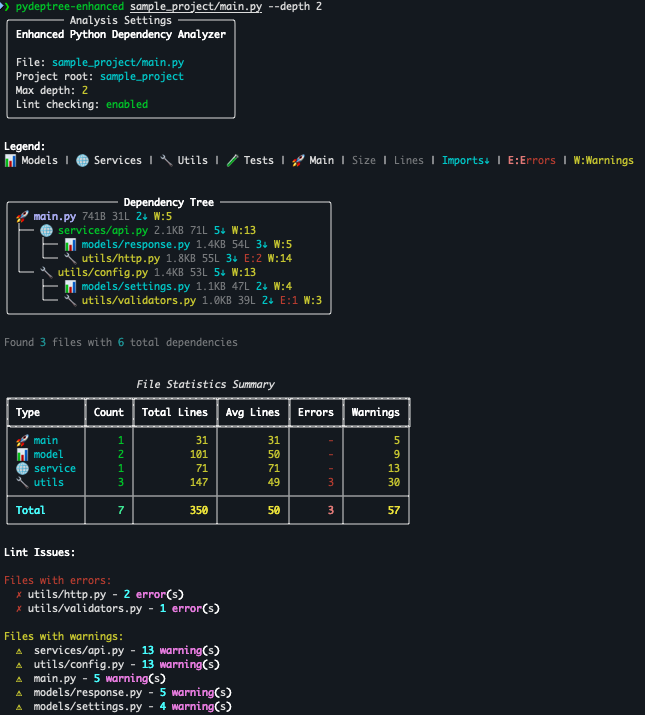 ❯ pydeptree-enhanced sample_project/main.py --depth 2
Analysis Settings
Enhanced Python Dependency Analyzer
File: sample_project/main.py
Project root: sample_project
Max depth: 2
Lint checking: enabled
Legend:
📊 Models | 🌐 Services | 🔧 Utils | 🧪 Tests | 🚀 Main | Size | Lines | Imports↓ | E:Errors | W:Warnings
Dependency Tree
🚀 main.py 741B 31L 2↓ W:5
🌐 services/api.py 2.1KB 71L 5↓ W:13
📊 models/response.py 1.4KB 54L 3↓ W:5
🔧 utils/http.py 1.8KB 55L 3↓ E:2 W:14
🔧 utils/config.py 1.4KB 53L 5↓ W:13
📊 models/settings.py 1.1KB 47L 2↓ W:4
🔧 utils/validators.py 1.0KB 39L 2↓ E:1 W:3
Found 3 files with 6 total dependencies
File Statistics Summary
Type Count Total Lines Avg Lines Errors Warnings
🚀 main 1 31 31 - 5
📊 model 2 101 50 - 9
🌐 service 1 71 71 - 13
🔧 utils 3 147 49 3 30
Total 7 350 50 3 57
Lint Issues:
Files with errors:
✗ utils/http.py - 2 error(s)
✗ utils/validators.py - 1 error(s)
Files with warnings:
⚠ services/api.py - 13 warning(s)
⚠ utils/config.py - 13 warning(s)
⚠ main.py - 5 warning(s)
⚠ models/response.py - 5 warning(s)
⚠ models/settings.py - 4 warning(s)